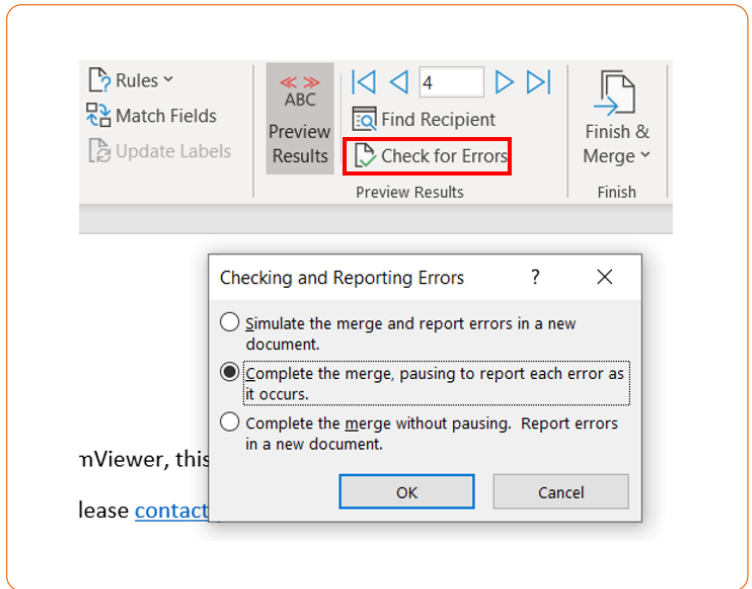 Rules
Match Fields
Update Labels
ABC
Preview
Results
4
Find Recipient
Check for Errors
Preview Results
Finish &
Merge
Finish
Checking and Reporting Errors ?
Simulate the merge and report errors in a new
document.
Complete the merge, pausing to report each error as
it occurs.
Complete the merge without pausing. Report errors
in a new document.
OK Cancel
mViewer, this
lease contact